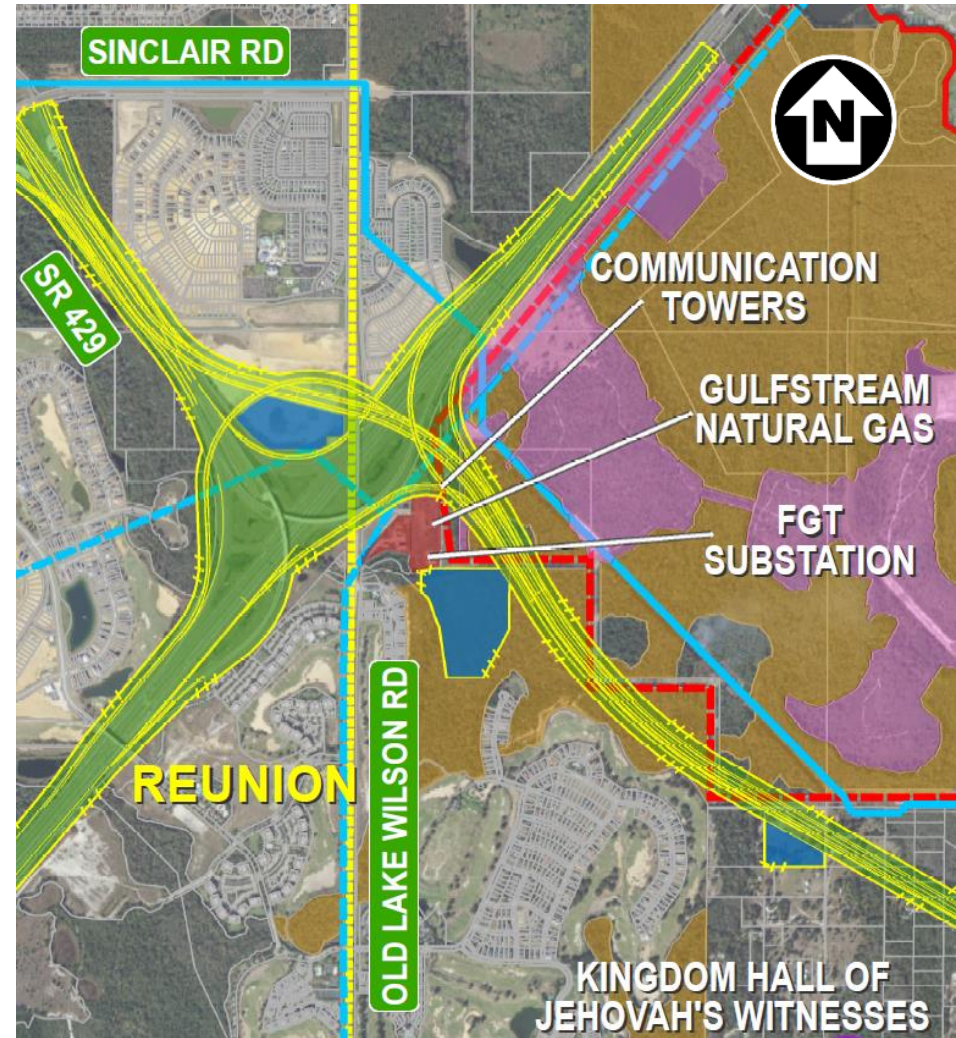 SINCLAIR RD
N
SR 429
COMMUNICATION
TOWERS
GULFSTREAM
NATURAL GAS
FGT
SUBSTATION
REUNION
OLD LAKE WILSON RD
KINGDOM HALL OF
JEHOVAH'S WITNESSES